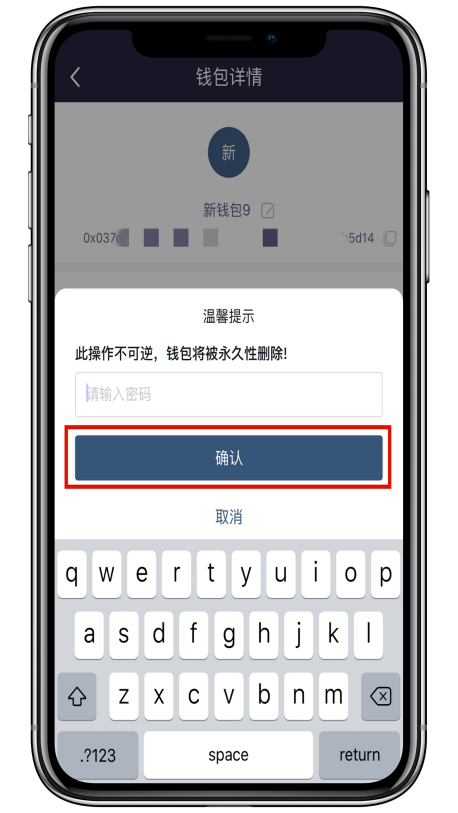 钱包详情
新
新钱包9
0x037
5d14
温馨提示
此操作不可逆，钱包将被永久性删除!
请输入密码
确认
取消
q w e r t y u i o p
a s d f g h j k l
z x c v b n m
.?123 space return